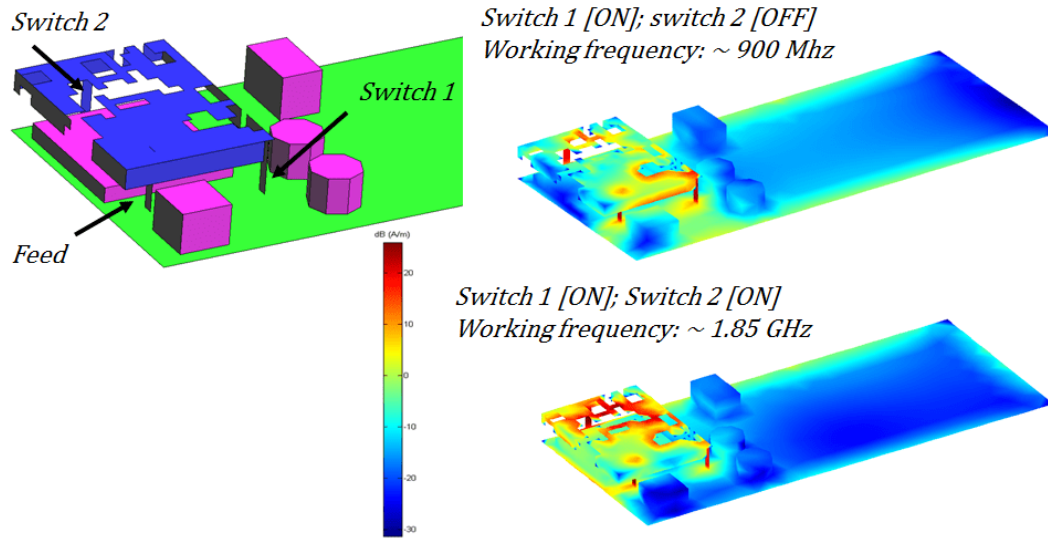 Switch 2
Switch 1
Feed
dB (A/m)
20
10
0
-10
-20
-30
Switch 1 [ON]; switch 2 [OFF]
Working frequency: ~ 900 Mhz
Switch 1 [ON]; Switch 2 [ON]
Working frequency: ~ 1.85 GHz